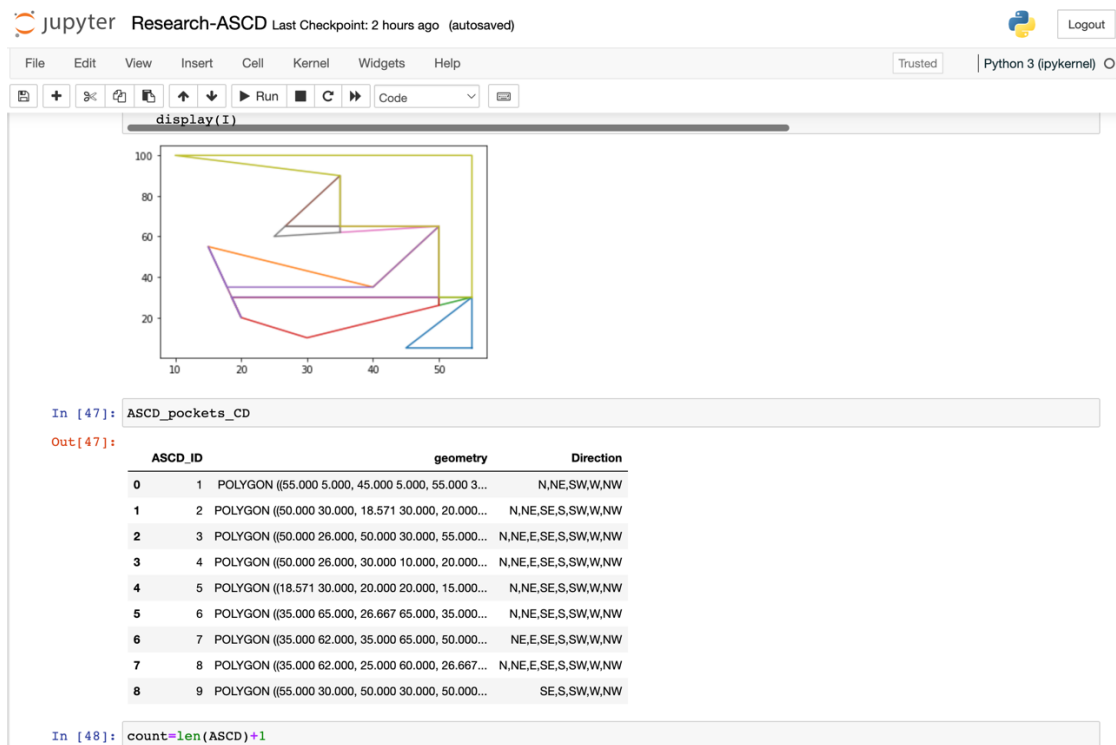 jupyter Research-ASCD Last Checkpoint: 2 hours ago (autosaved) Logout
File Edit View Insert Cell Kernel Widgets Help Trusted Python 3 (ipykernel)
Run Code
display(I)
100
80
60
40
20
10 20 30 40 50
In [47]: ASCD_pockets_CD
Out[47]:
ASCD_ID geometry Direction
0 1 POLYGON ((55.000 5.000, 45.000 5.000, 55.000 3... N,NE,SW,W,NW
1 2 POLYGON ((50.000 30.000, 18.571 30.000, 20.000... N,NE,SE,S,SW,W,NW
2 3 POLYGON ((50.000 26.000, 50.000 30.000, 55.000... N,NE,E,SE,S,SW,W,NW
3 4 POLYGON ((50.000 26.000, 30.000 10.000, 20.000... N,NE,E,SE,S,SW,W,NW
4 5 POLYGON ((18.571 30.000, 20.000 20.000, 15.000... N,NE,SE,S,SW,W,NW
5 6 POLYGON ((35.000 65.000, 26.667 65.000, 35.000... N,NE,SE,S,SW,W,NW
6 7 POLYGON ((35.000 62.000, 35.000 65.000, 50.000... NE,E,SE,S,SW,W,NW
7 8 POLYGON ((35.000 62.000, 25.000 60.000, 26.667... N,NE,E,SE,S,SW,W,NW
8 9 POLYGON ((55.000 30.000, 50.000 30.000, 50.000... SE,S,SW,W,NW
In [48]: count=len(ASCD)+1